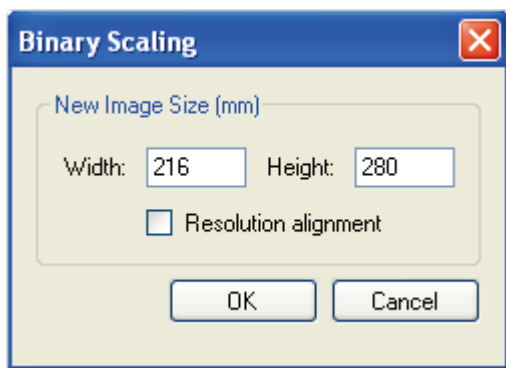 Binary Scaling
New Image Size (mm)
Width: 216 Height: 280
Resolution alignment
OK Cancel